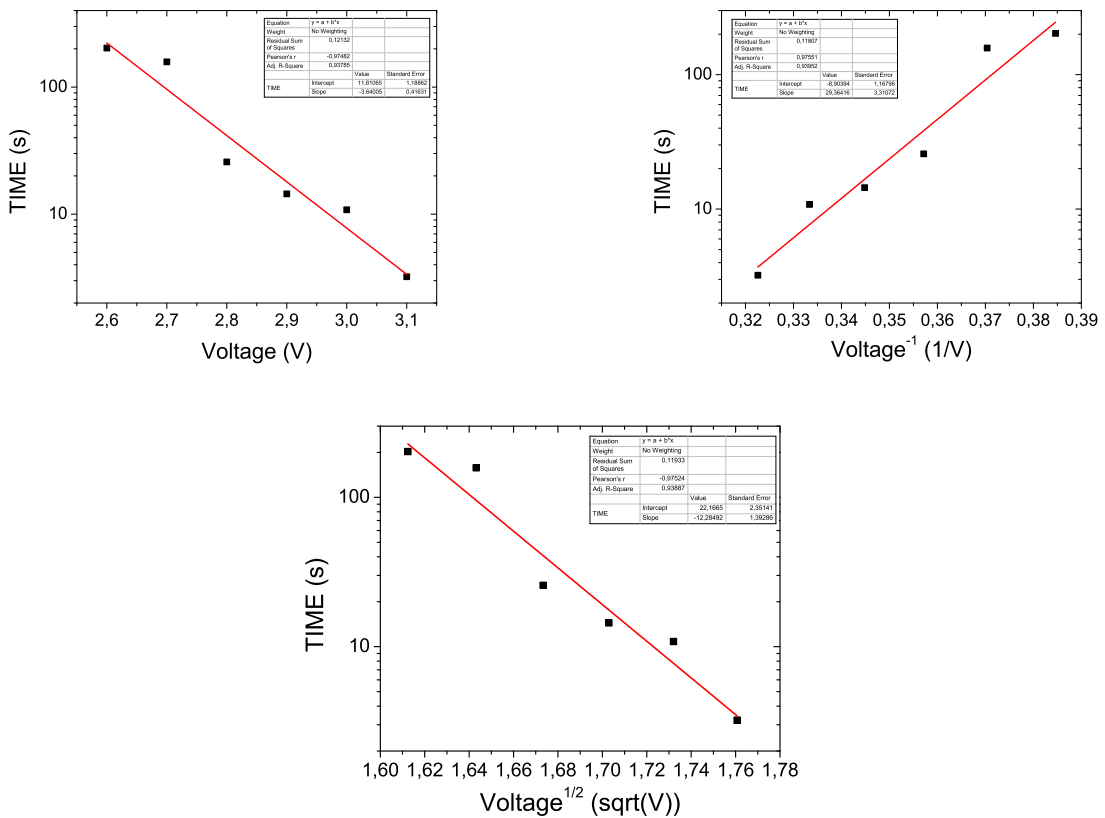 Equation y = a + b*x
Weight No Weighting
Residual Sum of Squares 0,12132
Pearson's r -0,97482
Adj. R-Square 0,93785
Value Standard Error
TIME Intercept 11,81065 1,18862
Slope -3,64005 0,41631
100
10
TIME (s)
2,6 2,7 2,8 2,9 3,0 3,1
Voltage (V)
Equation y = a + b*x
Weight No Weighting
Residual Sum of Squares 0,11807
Pearson's r 0,97551
Adj. R-Square 0,93952
Value Standard Error
TIME Intercept -8,90394 1,16796
Slope 29,36416 3,31072
100
10
TIME (s)
0,32 0,33 0,34 0,35 0,36 0,37 0,38 0,39
Voltage-1 (1/V)
Equation y = a + b*x
Weight No Weighting
Residual Sum of Squares 0,11933
Pearson's r -0,97524
Adj. R-Square 0,93887
Value Standard Error
TIME Intercept 22,1665 2,35141
Slope -12,28492 1,39286
100
10
TIME (s)
1,60 1,62 1,64 1,66 1,68 1,70 1,72 1,74 1,76 1,78
Voltage1/2 (sqrt(V))